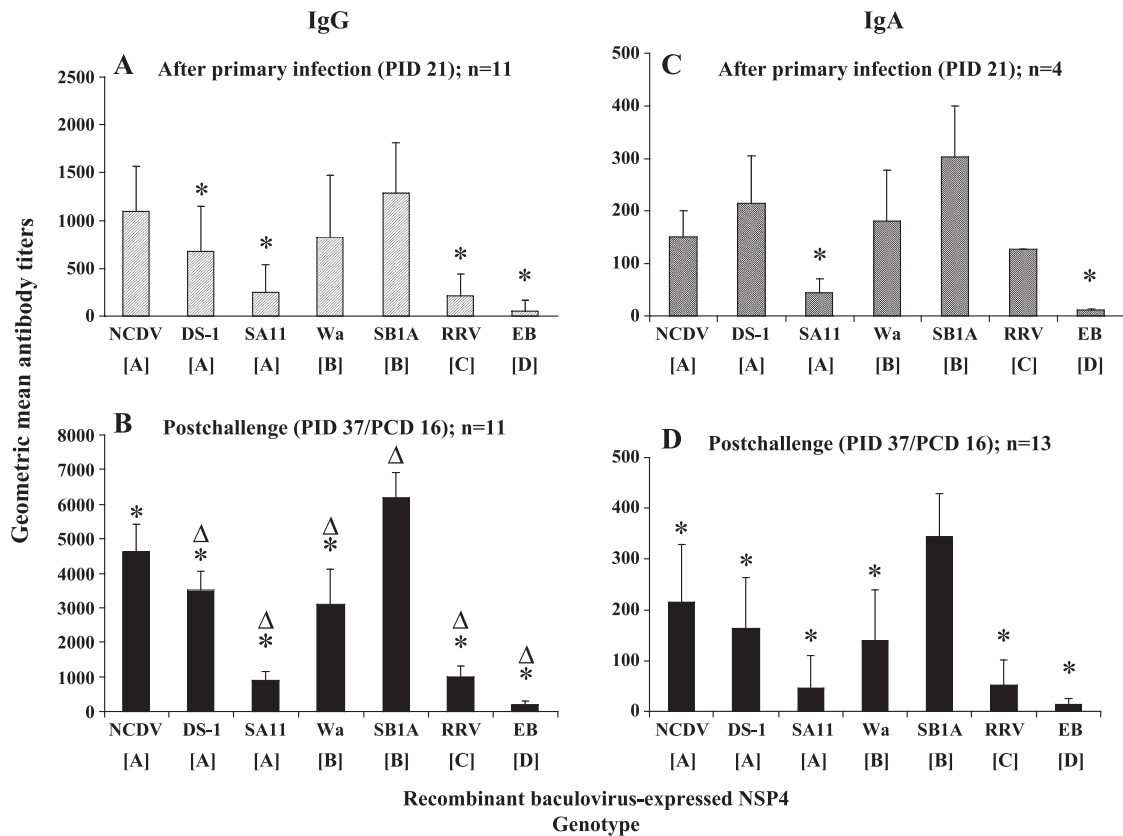 IgG
IgA
Geometric mean antibody titers
A After primary infection (PID 21); n=11
2500
2000
1500
1000
500
0
* * * *
NCDV DS-1 SA11 Wa SB1A RRV EB
[A] [A] [A] [B] [B] [C] [D]
C After primary infection (PID 21); n=4
500
400
300
200
100
0
* *
NCDV DS-1 SA11 Wa SB1A RRV EB
[A] [A] [A] [B] [B] [C] [D]
B Postchallenge (PID 37/PCD 16); n=11
8000
7000
6000
5000
4000
3000
2000
1000
0
Δ Δ Δ Δ Δ Δ
* * * * * *
NCDV DS-1 SA11 Wa SB1A RRV EB
[A] [A] [A] [B] [B] [C] [D]
D Postchallenge (PID 37/PCD 16); n=13
500
400
300
200
100
0
* * * * * *
NCDV DS-1 SA11 Wa SB1A RRV EB
[A] [A] [A] [B] [B] [C] [D]
Recombinant baculovirus-expressed NSP4
Genotype